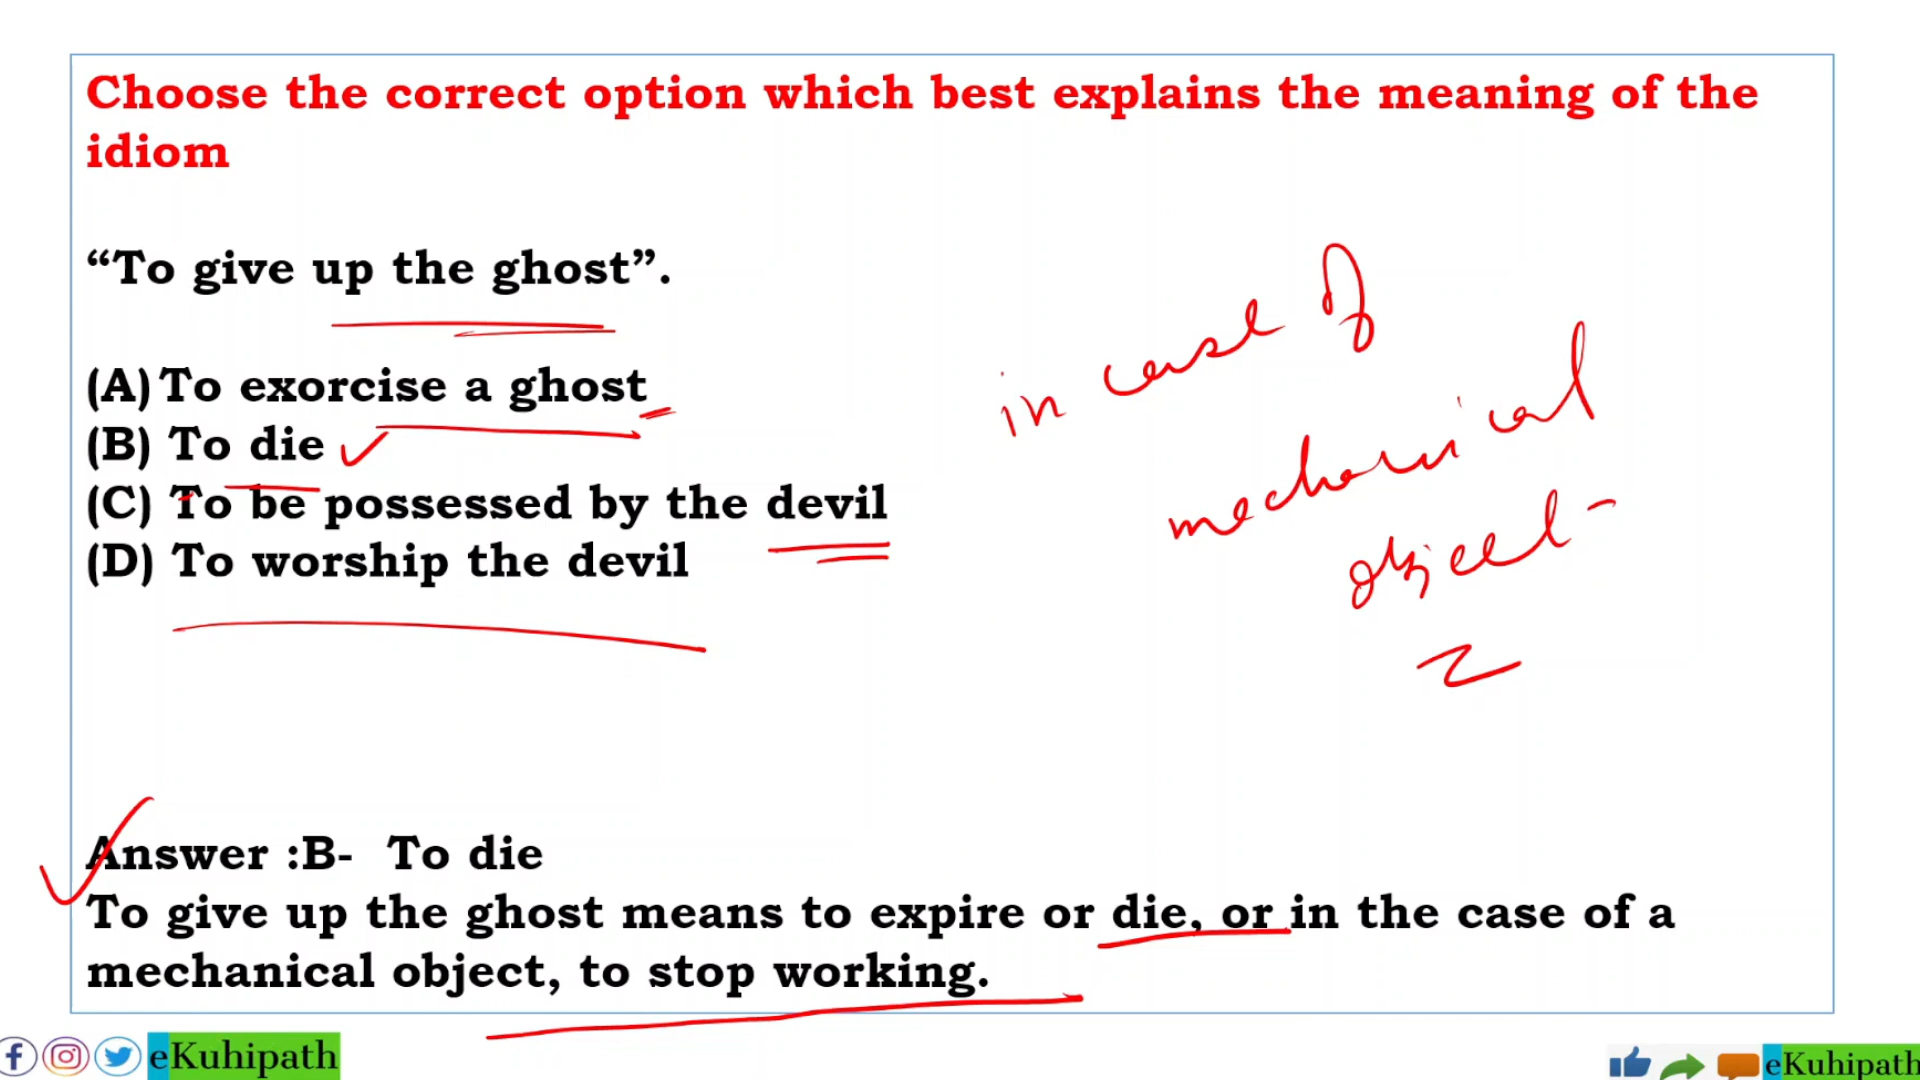 Choose the correct option which best explains the meaning of the
idiom
“To give up the ghost”.
(A) To exorcise a ghost
(B) To die
(C) To be possessed by the devil
(D) To worship the devil
in case of
mechanical
object
Answer :B- To die
To give up the ghost means to expire or die, or in the case of a
mechanical object, to stop working.
eKuhipath
eKuhipath